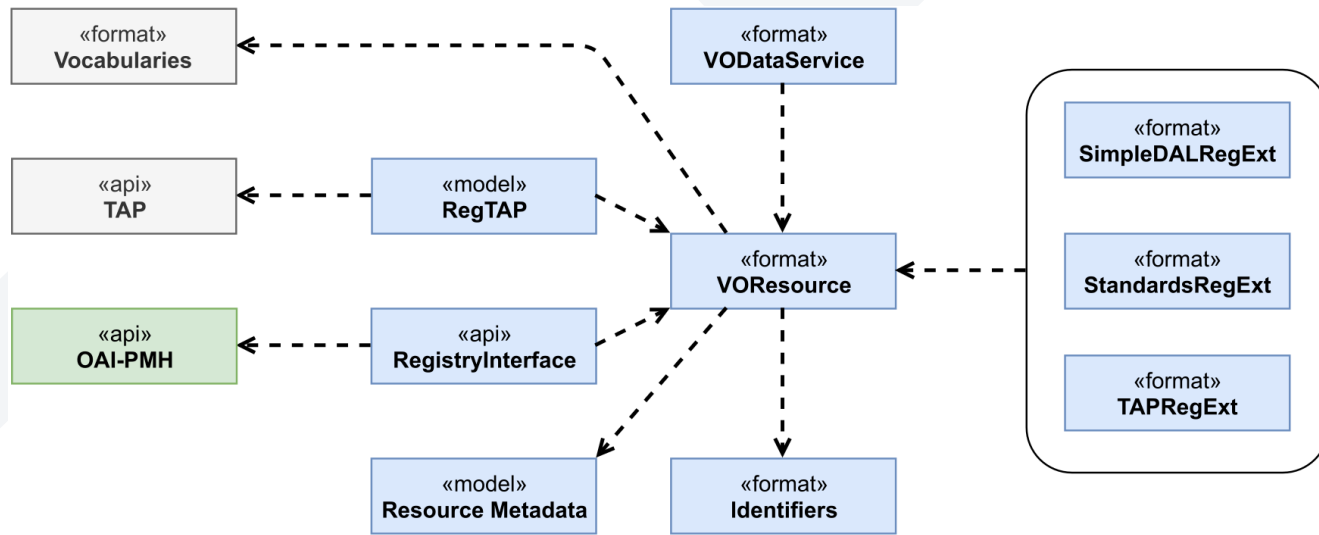 «format»
Vocabularies
«format»
VODataService
«format»
SimpleDALRegExt
«api»
TAP
«model»
RegTAP
«format»
VOResource
«format»
StandardsRegExt
«api»
OAI-PMH
«api»
RegistryInterface
«format»
TAPRegExt
«model»
Resource Metadata
«format»
Identifiers